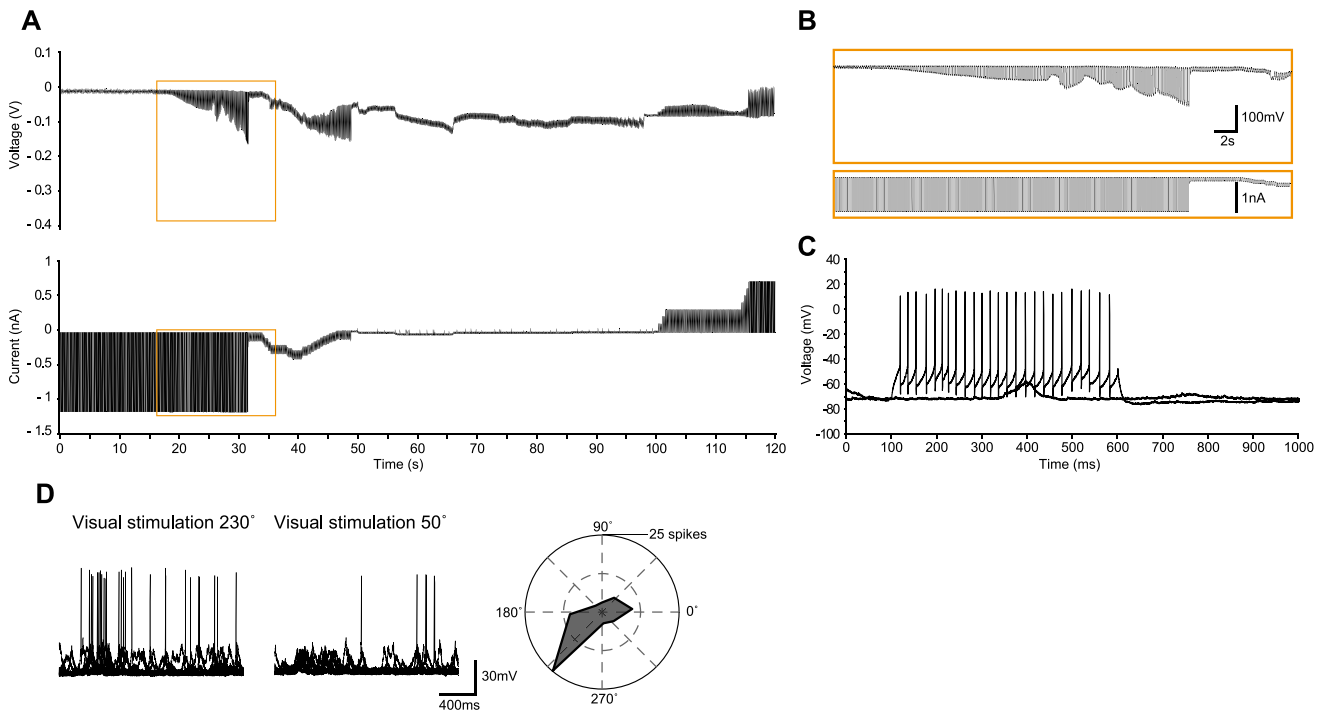 A
B
0.1
0
- 0.1
- 0.2
- 0.3
- 0.4
Voltage (V)
100mV
2s
1nA
1
0.5
0
- 0.5
- 1
- 1.5
Current (nA)
0 10 20 30 40 50 60 70 80 90 100 110 120
Time (s)
C
40
20
0
-20
-40
-60
-80
-100
Voltage (mV)
0 100 200 300 400 500 600 700 800 900 1000
Time (ms)
D
Visual stimulation 230°
Visual stimulation 50°
30mV
400ms
90°
25 spikes
180°
0°
270°